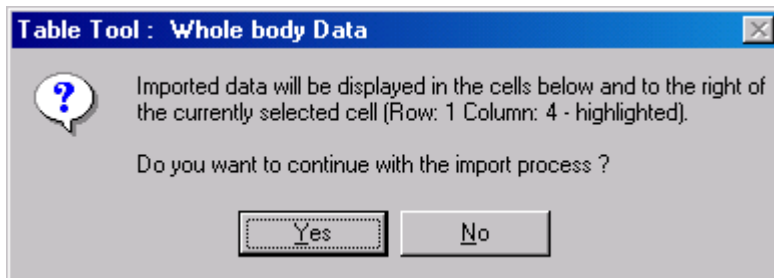 Table Tool : Whole body Data
Imported data will be displayed in the cells below and to the right of
the currently selected cell (Row: 1 Column: 4 - highlighted).
Do you want to continue with the import process ?
Yes No